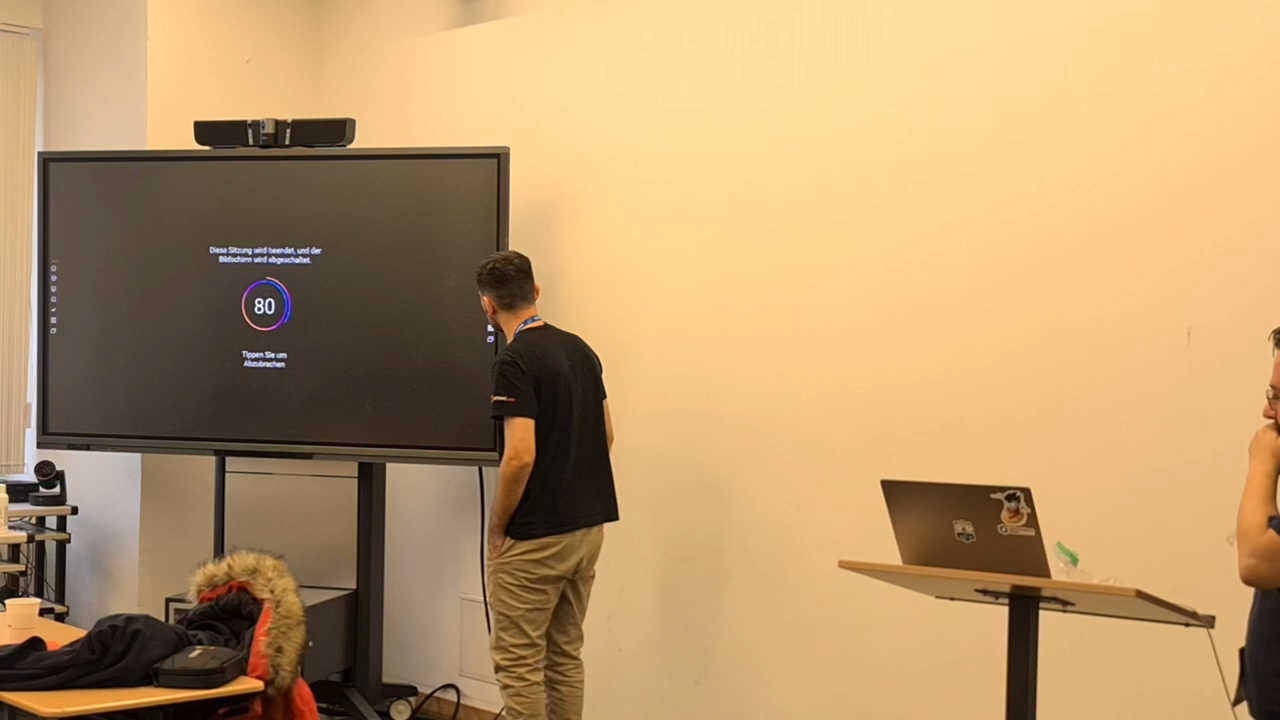 Diese Sitzung wird beendet, und der
Bildschirm wird abgeschaltet.
80
Tippen Sie um
Abzubrechen